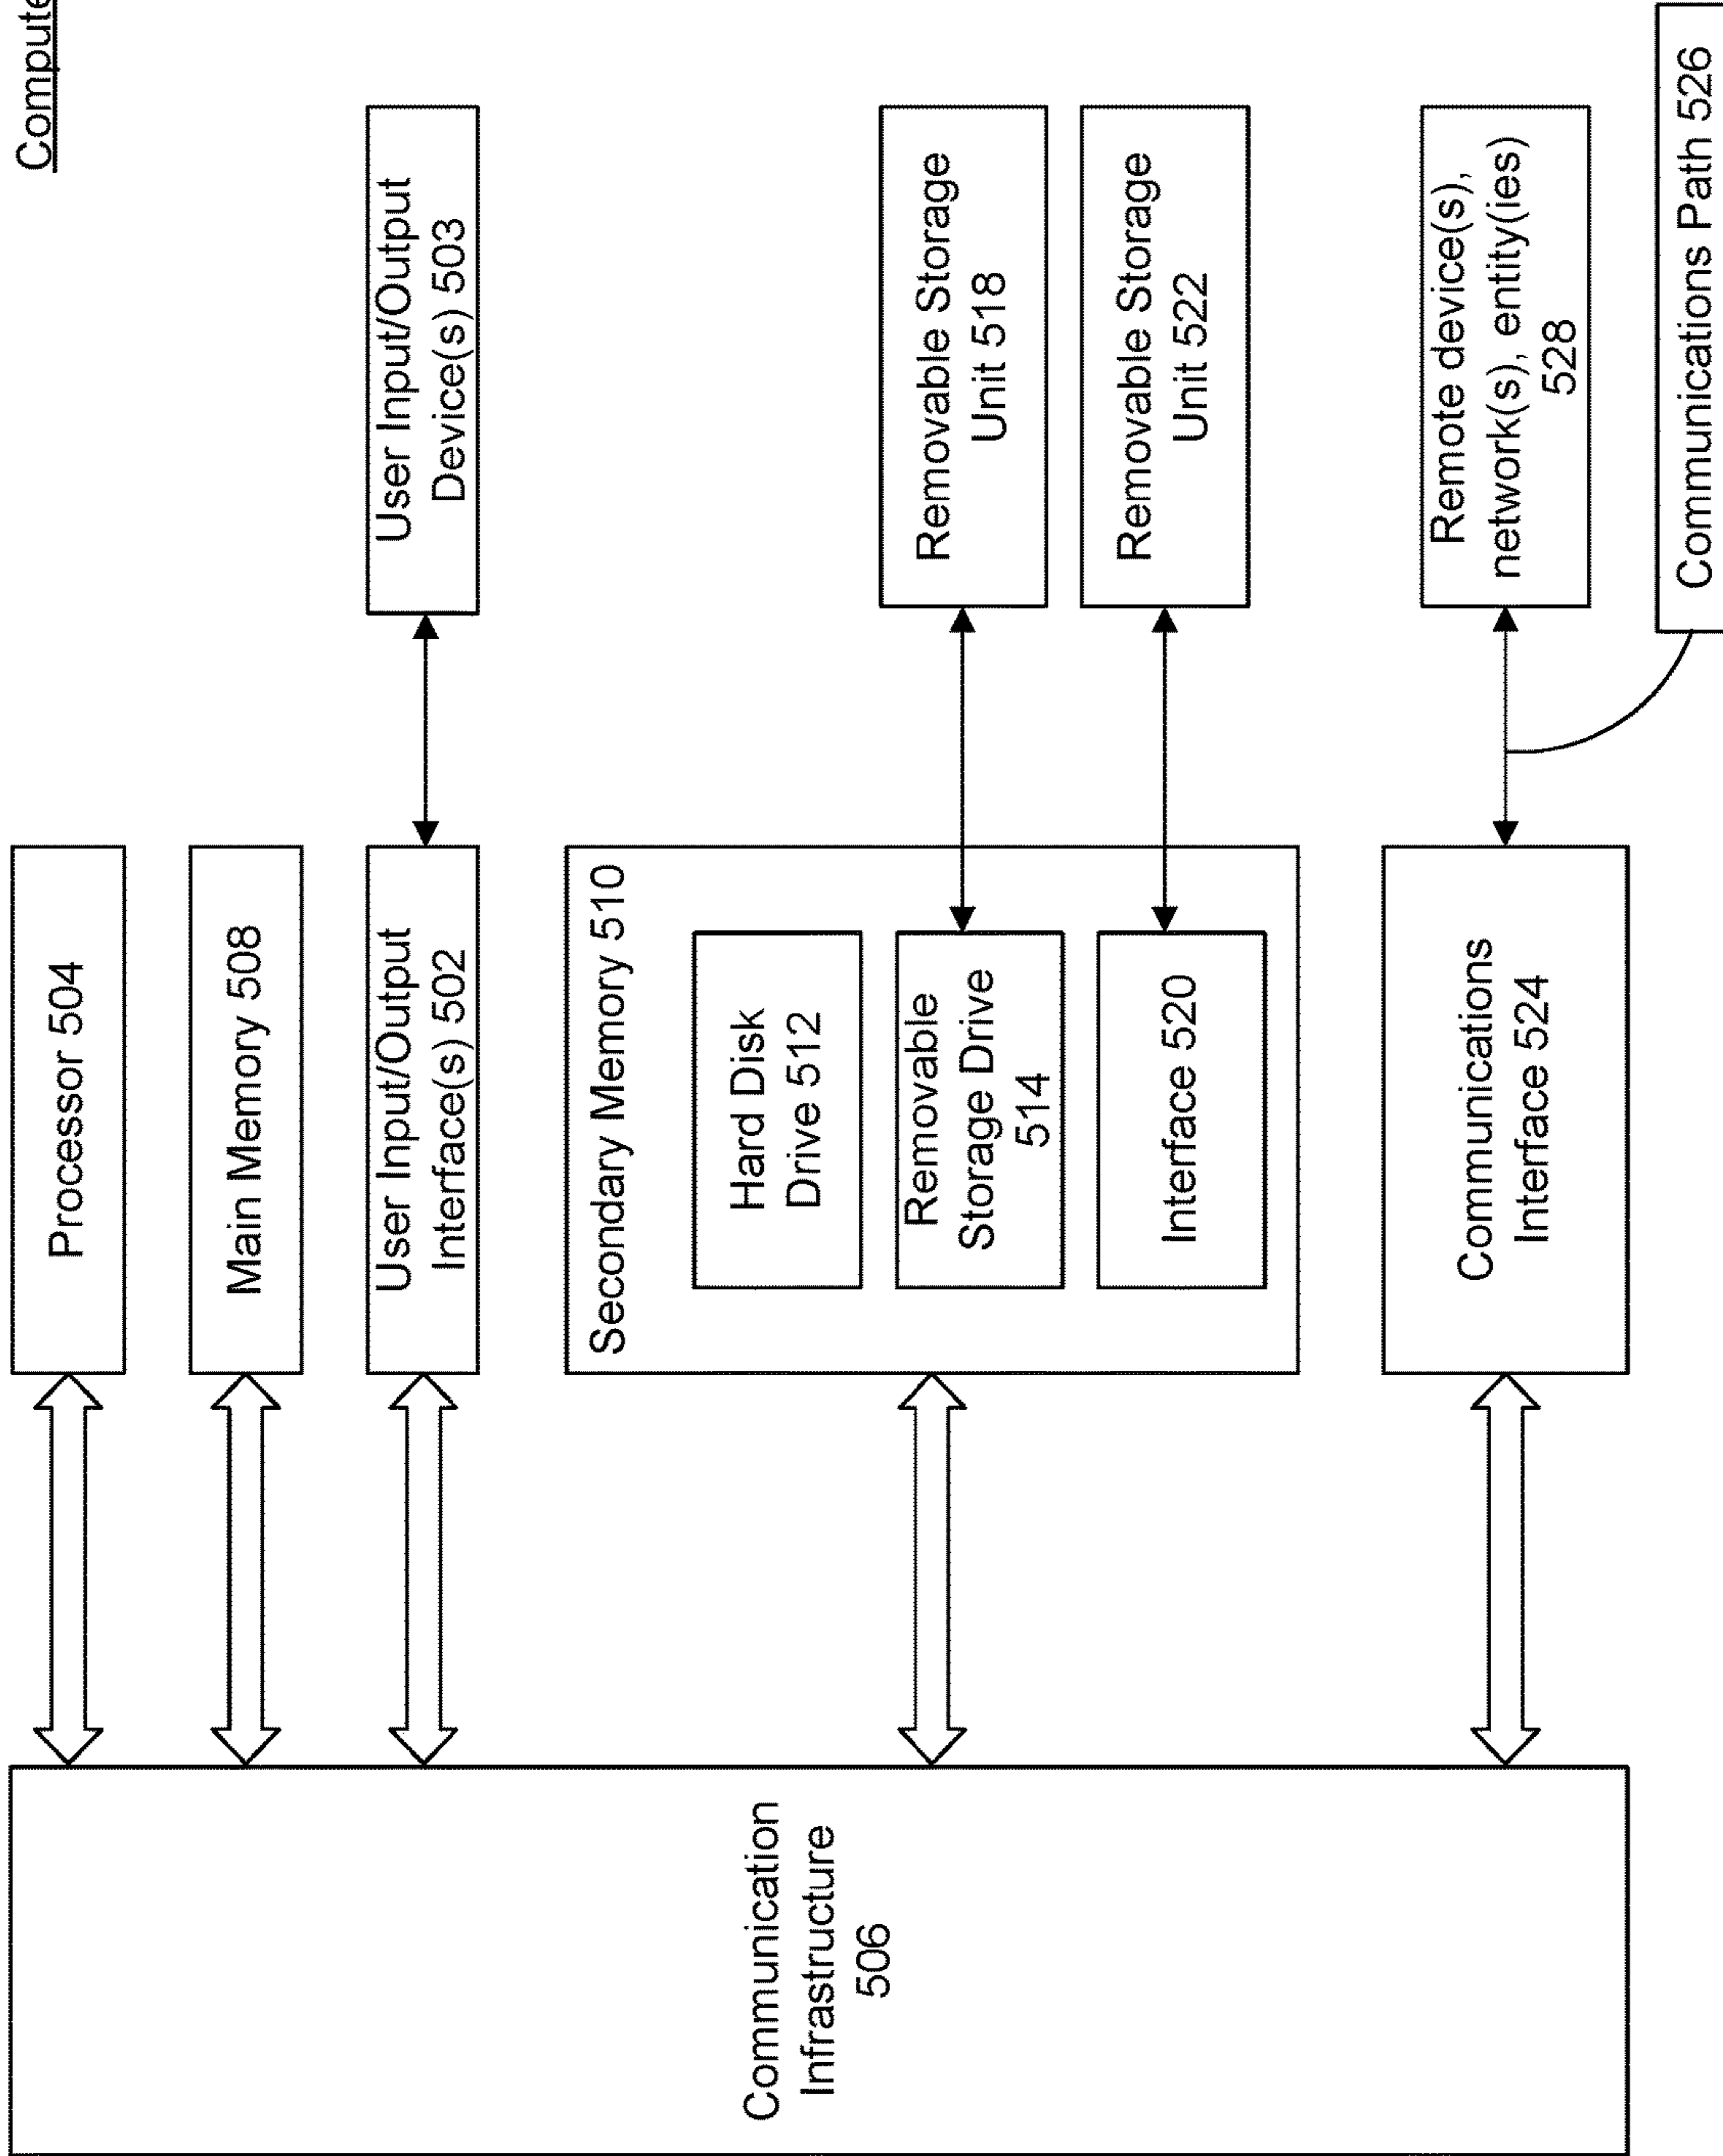 Compute
Processor 504
Main Memory 508
User Input/Output
Interface(s) 502
User Input/Output
Device(s) 503
Secondary Memory 510
Hard Disk
Drive 512
Removable
Storage Drive
514
Interface 520
Removable Storage
Unit 518
Removable Storage
Unit 522
Communications
Interface 524
Remote device(s),
network(s), entity(ies)
528
Communications Path 526
Communication
Infrastructure
506